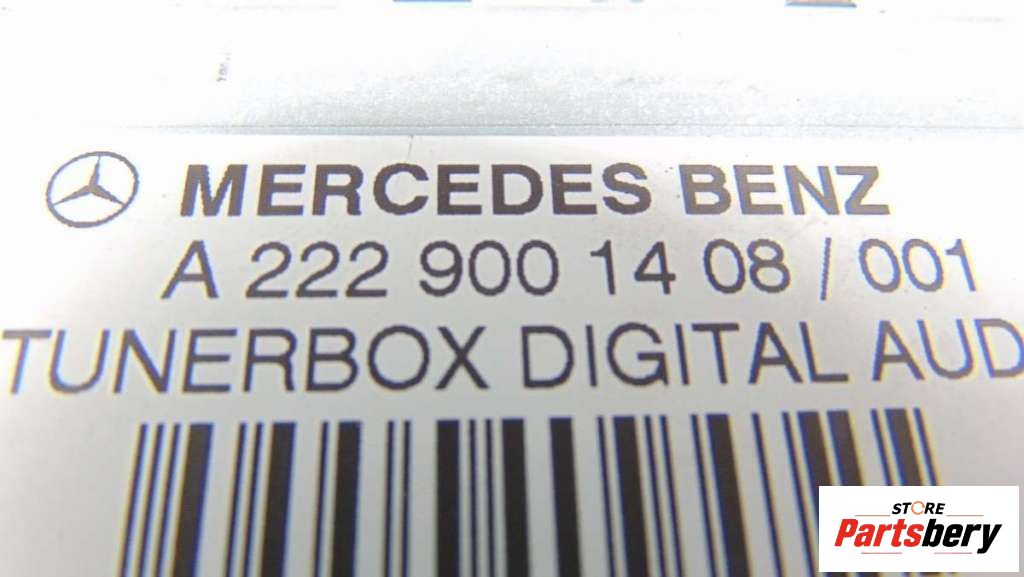 MERCEDES BENZ
A 222 900 14 08 / 001
TUNERBOX DIGITAL AUD
STORE
Partsbery